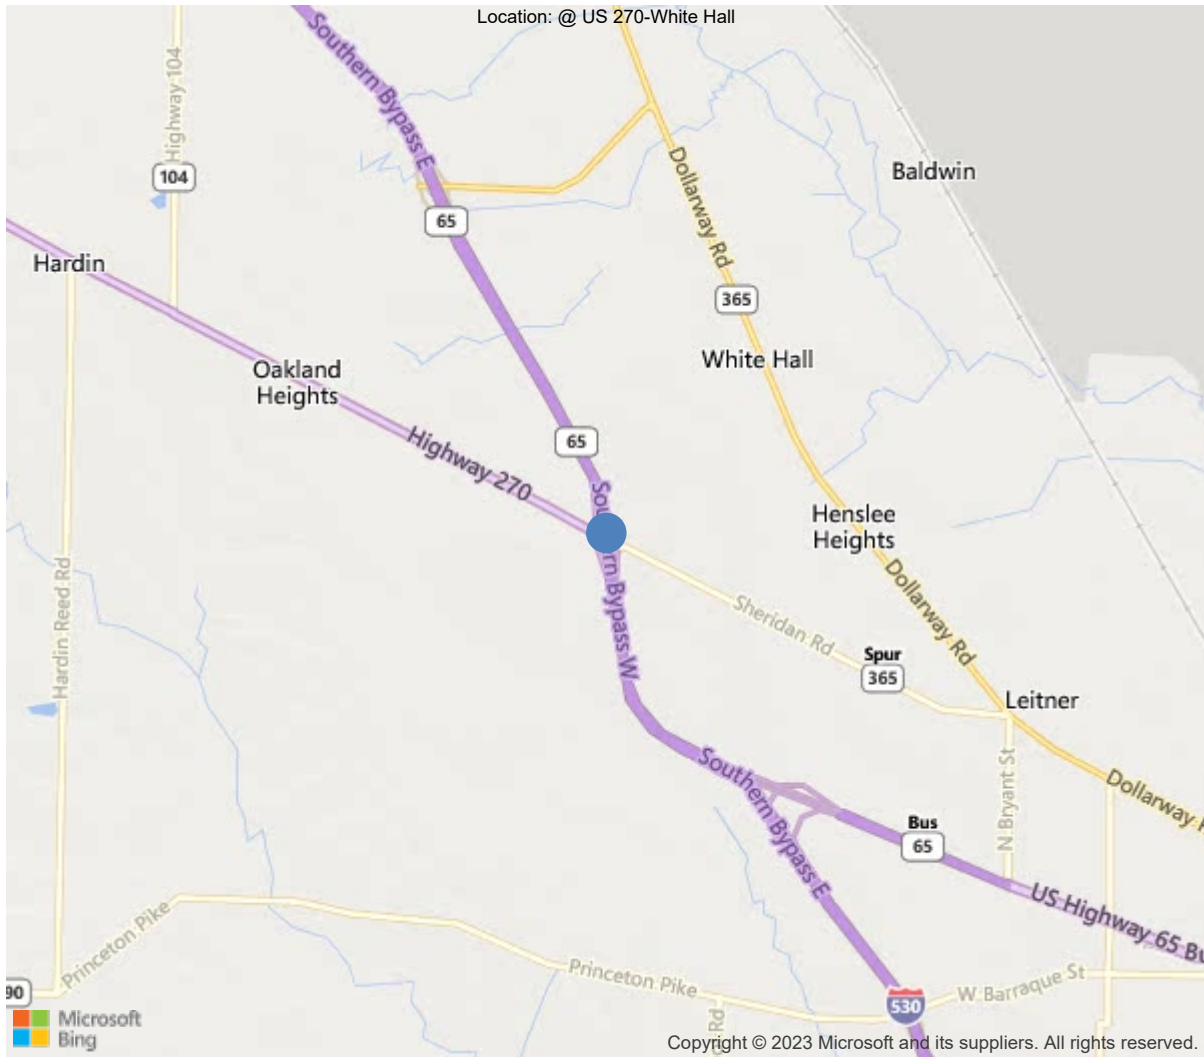 Location: @ US 270-White Hall
Southern Bypass E
Highway 104
104
Baldwin
65
Dollarway Rd
Hardin
365
White Hall
Oakland
Heights
65
Highway 270
Henslee
Heights
Southern Bypass W
Dollarway Rd
Hardin Reed Rd
Sheridan Rd
Spur
365
Leitner
Southern Bypass E
N Bryant St
Dollarway
Bus
65
US Highway 65 Bu
Princeton Pike
Princeton Pike
W Barraque St
90
530
Rd
Microsoft
Bing
Copyright © 2023 Microsoft and its suppliers. All rights reserved.